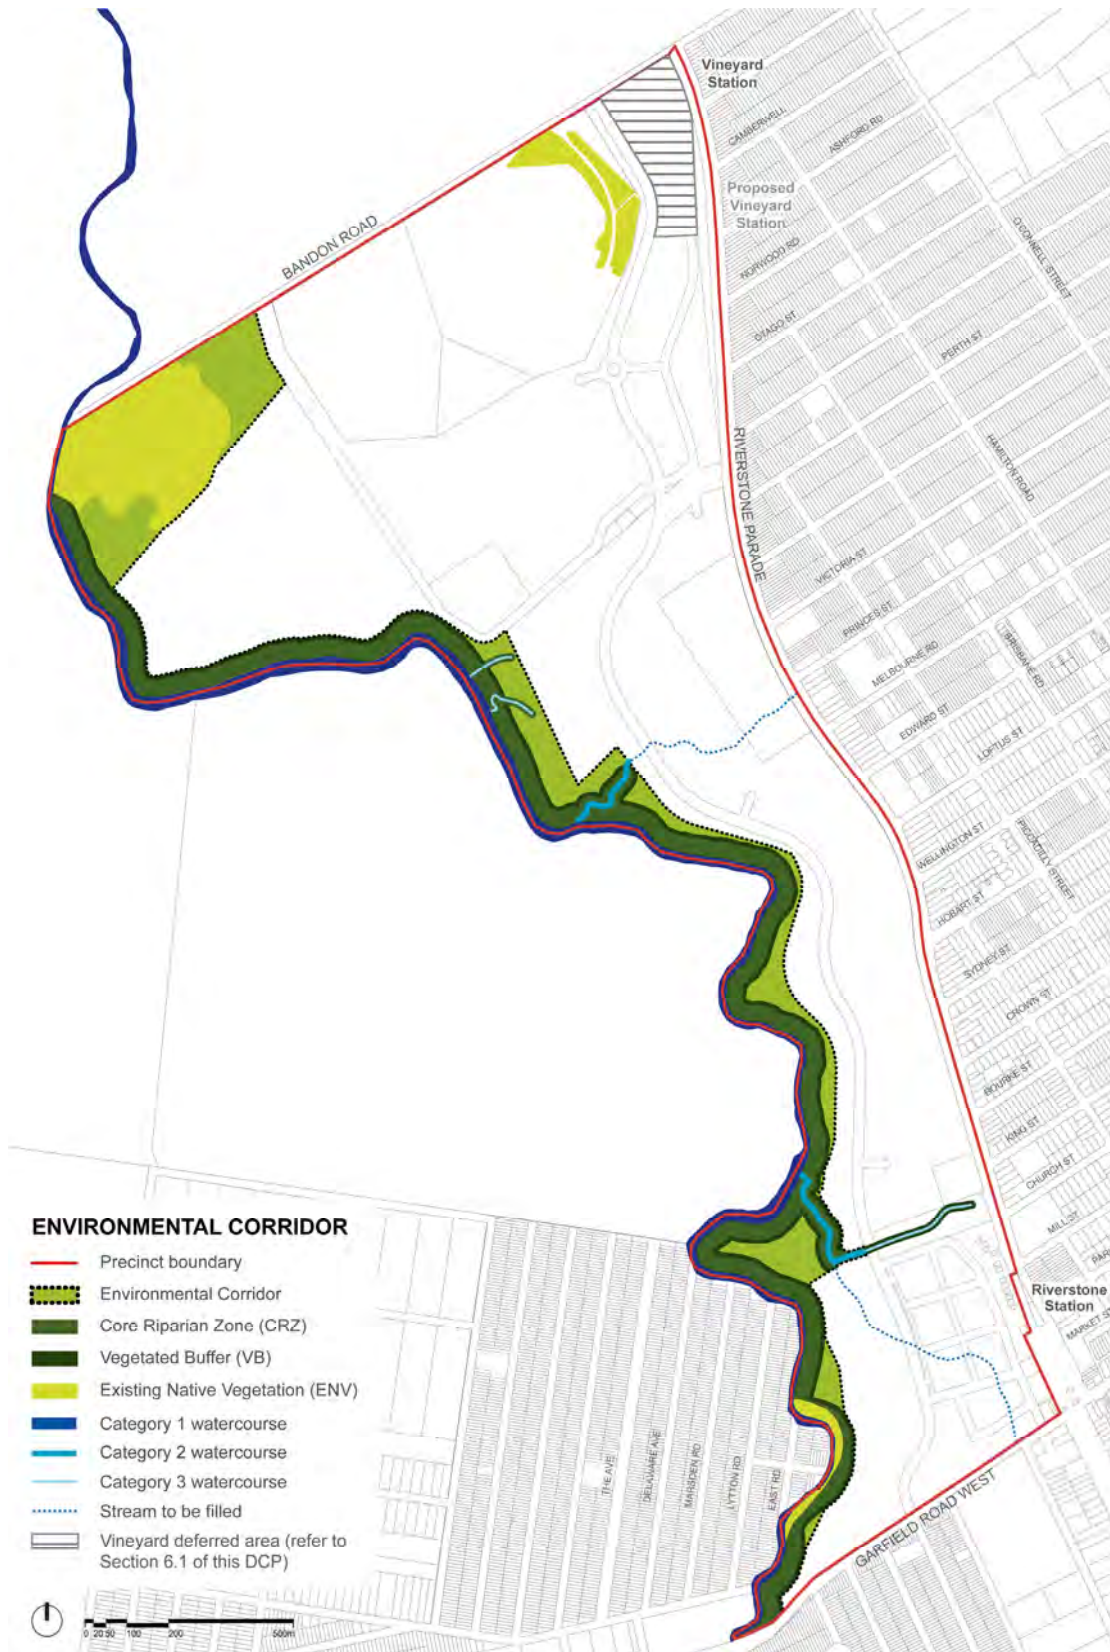 Vineyard
Station
CAMBERWELL
ASHFORD RD
Proposed
Vineyard
Station
O'CONNELL STREET
BANDON ROAD
NORWOOD RD
OTAGO ST
PERTH ST
RIVERSTONE PARADE
HAMILTON ROAD
VICTORIA ST
PRINCES ST
MELBOURNE RD
BRISBANE RD
EDWARD ST
LOFTUS ST
WELLINGTON ST
PICCADILLY STREET
HOBART ST
SYDNEY ST
CROWN ST
BOURKE ST
KING ST
CHURCH ST
MILL ST
Riverstone
Station
MARKET S
THE AVE
DELAWARE AVE
MARSDEN RD
LYTTON RD
EAST RD
GARFIELD ROAD WEST
ENVIRONMENTAL CORRIDOR
Precinct boundary
Environmental Corridor
Core Riparian Zone (CRZ)
Vegetated Buffer (VB)
Existing Native Vegetation (ENV)
Category 1 watercourse
Category 2 watercourse
Category 3 watercourse
Stream to be filled
Vineyard deferred area (refer to
Section 6.1 of this DCP)
0 20 50 100 200 500m